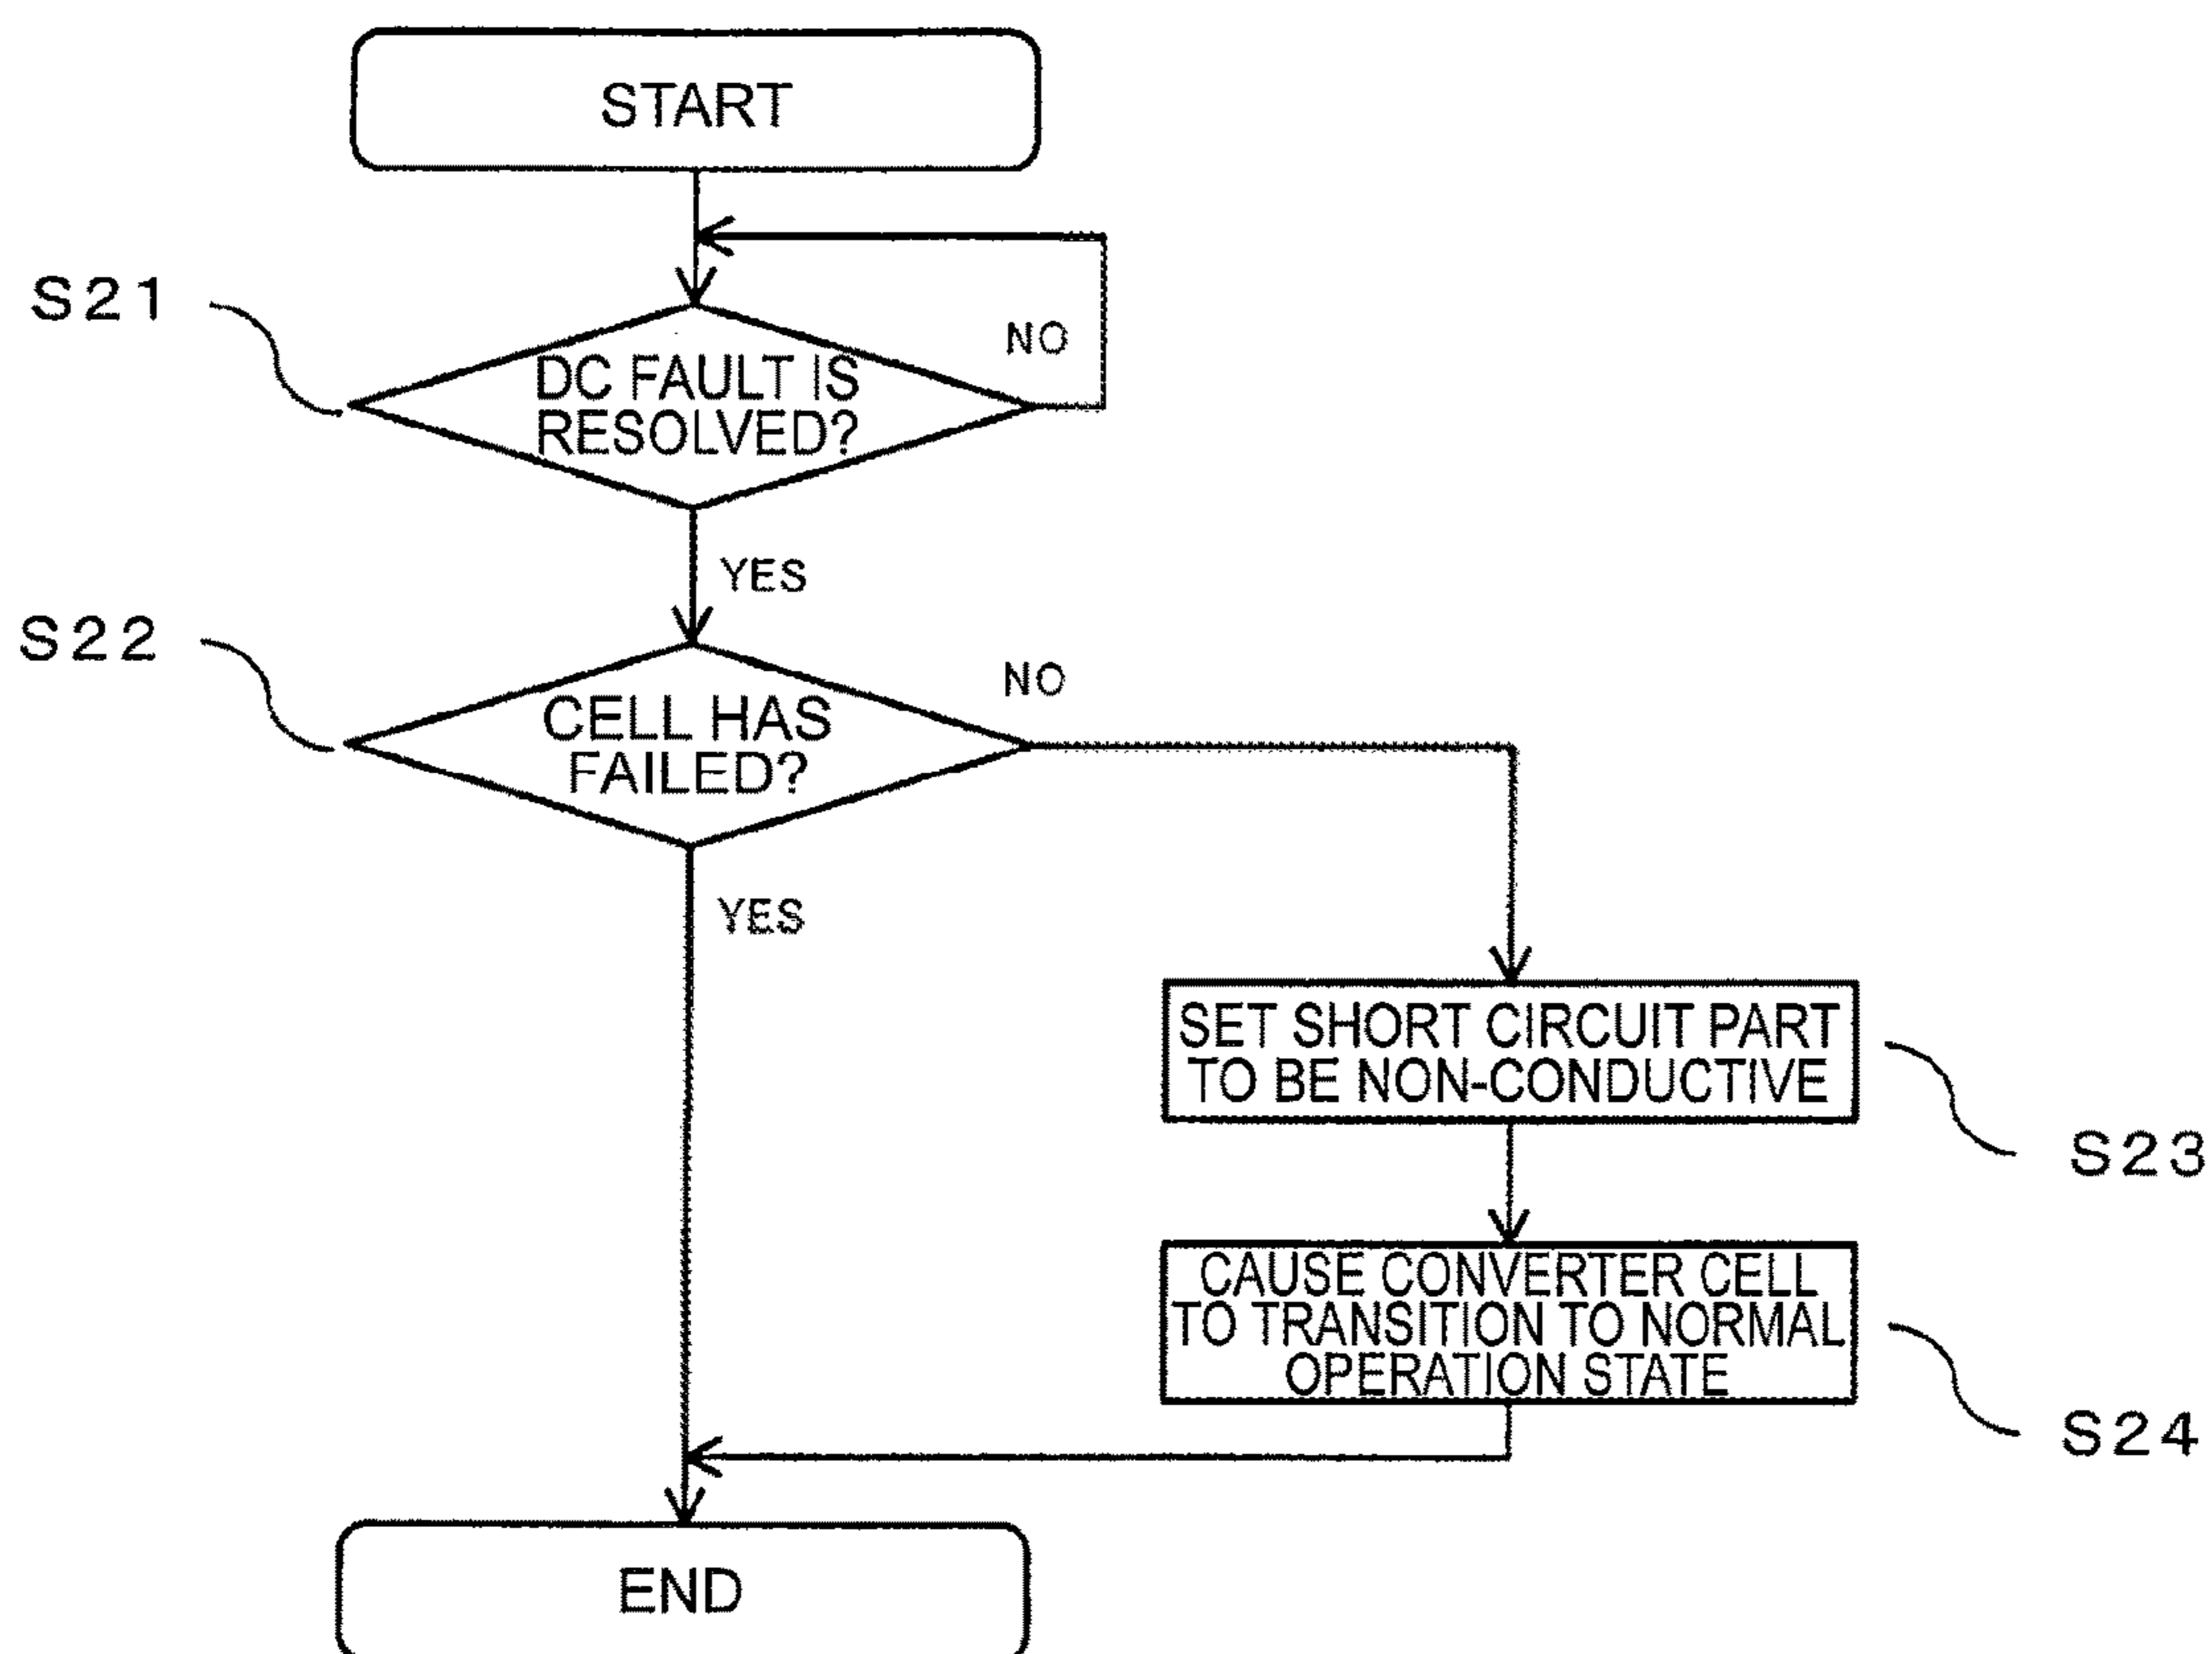 START
S21
NO
DC FAULT IS
RESOLVED?
YES
S22
NO
CELL HAS
FAILED?
YES
SET SHORT CIRCUIT PART
TO BE NON-CONDUCTIVE
S23
CAUSE CONVERTER CELL
TO TRANSITION TO NORMAL
OPERATION STATE
S24
END